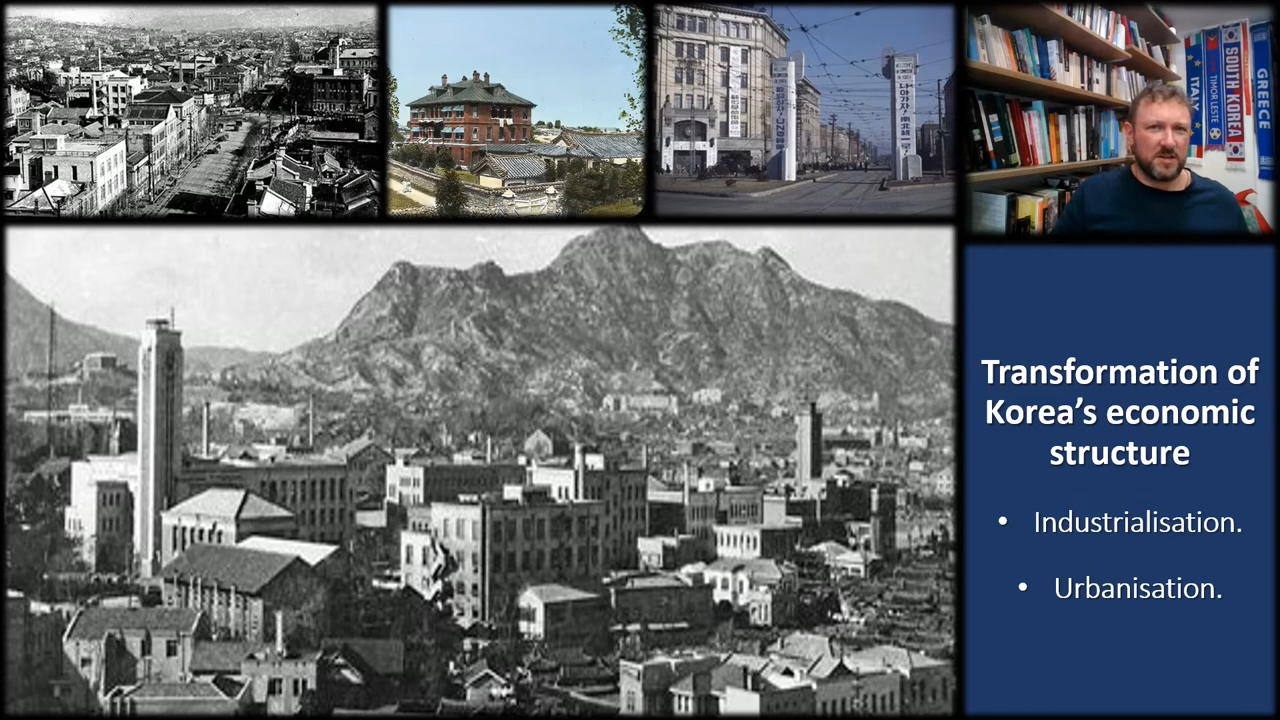 ITALY
TIMOR LESTE
SOUTH KOREA
GREECE
Transformation of
Korea’s economic
structure
• Industrialisation.
• Urbanisation.